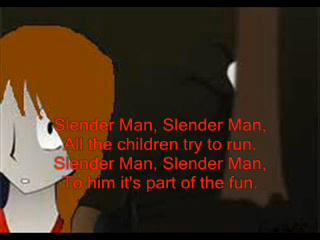 Slender Man, Slender Man,
All the children try to run.
Slender Man, Slender Man,
To him it's part of the fun.